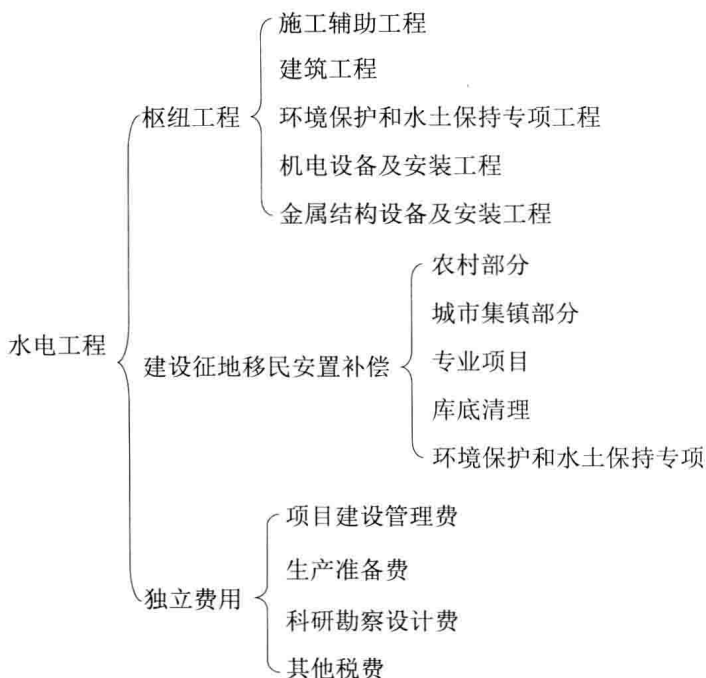 施工辅助工程
建筑工程
枢纽工程
环境保护和水土保持专项工程
机电设备及安装工程
金属结构设备及安装工程
农村部分
城市集镇部分
水电工程
建设征地移民安置补偿
专业项目
库底清理
环境保护和水土保持专项
项目建设管理费
生产准备费
独立费用
科研勘察设计费
其他税费